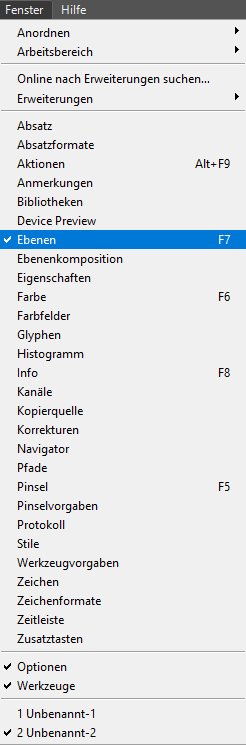 Fenster Hilfe
Anordnen
Arbeitsbereich
Online nach Erweiterungen suchen...
Erweiterungen
Absatz
Absatzformate
Aktionen Alt+F9
Anmerkungen
Bibliotheken
Device Preview
Ebenen F7
Ebenenkomposition
Eigenschaften
Farbe F6
Farbfelder
Glyphen
Histogramm
Info F8
Kanäle
Kopierquelle
Korrekturen
Navigator
Pfade
Pinsel F5
Pinselvorgaben
Protokoll
Stile
Werkzeugvorgaben
Zeichen
Zeichenformate
Zeitleiste
Zusatztasten
Optionen
Werkzeuge
1 Unbenannt-1
2 Unbenannt-2